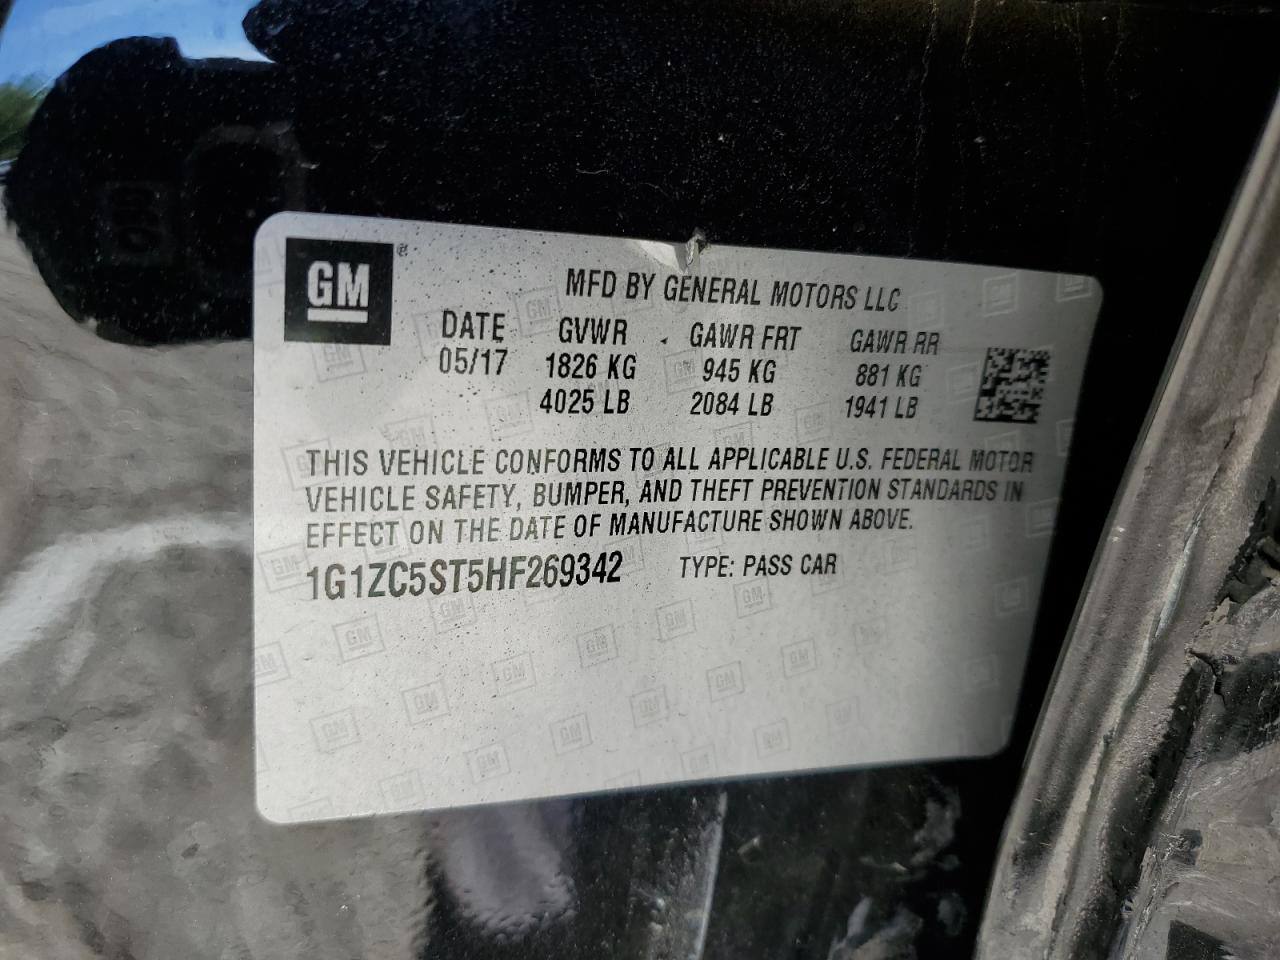 GM®
MFD BY GENERAL MOTORS LLC
DATE GVWR GAWR FRT GAWR RR
05/17 1826 KG 945 KG 881 KG
4025 LB 2084 LB 1941 LB
THIS VEHICLE CONFORMS TO ALL APPLICABLE U.S. FEDERAL MOTOR
VEHICLE SAFETY, BUMPER, AND THEFT PREVENTION STANDARDS IN
EFFECT ON THE DATE OF MANUFACTURE SHOWN ABOVE.
1G1ZC5ST5HF269342 TYPE: PASS CAR